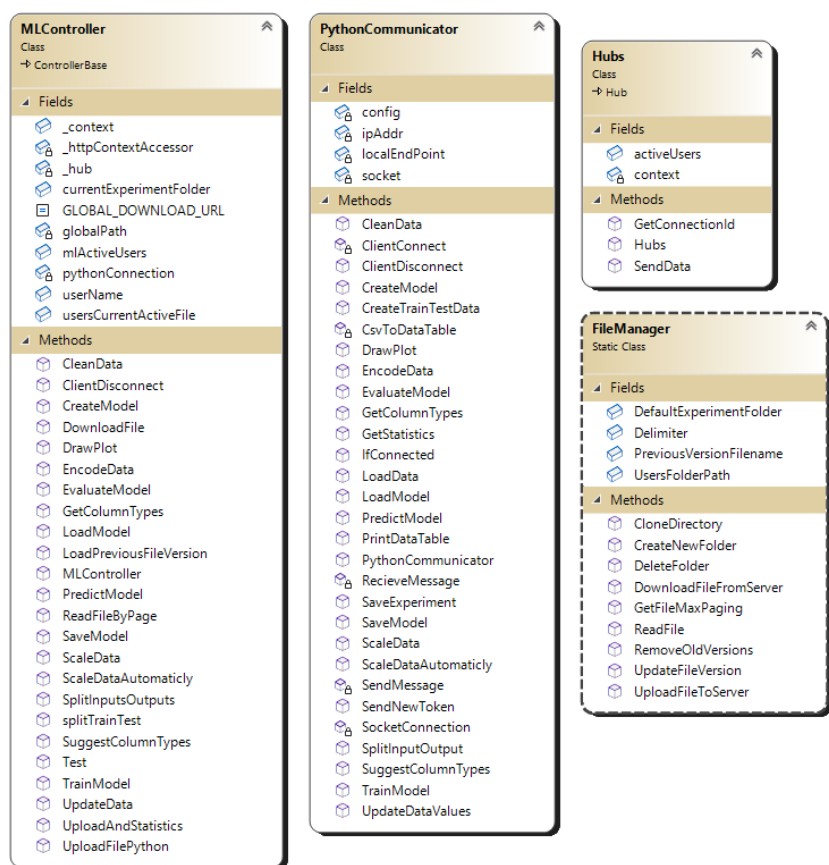 MLController
Class
ControllerBase
Fields
_context
_httpContextAccessor
_hub
currentExperimentFolder
GLOBAL_DOWNLOAD_URL
globalPath
mlActiveUsers
pythonConnection
userName
usersCurrentActiveFile
Methods
CleanData
ClientDisconnect
CreateModel
DownloadFile
DrawPlot
EncodeData
EvaluateModel
GetColumnTypes
LoadModel
LoadPreviousFileVersion
MLController
PredictModel
ReadFileByPage
SaveModel
ScaleData
ScaleDataAutomaticly
SplitInputsOutputs
splitTrainTest
SuggestColumnTypes
Test
TrainModel
UpdateData
UploadAndStatistics
UploadFilePython
PythonCommunicator
Class
Fields
config
ipAddr
localEndPoint
socket
Methods
CleanData
ClientConnect
ClientDisconnect
CreateModel
CreateTrainTestData
CsvToDataTable
DrawPlot
EncodeData
EvaluateModel
GetColumnTypes
GetStatistics
IfConnected
LoadData
LoadModel
PredictModel
PrintDataTable
PythonCommunicator
RecieveMessage
SaveExperiment
SaveModel
ScaleData
ScaleDataAutomaticly
SendMessage
SendNewToken
SocketConnection
SplitInputOutput
SuggestColumnTypes
TrainModel
UpdateDataValues
Hubs
Class
Hub
Fields
activeUsers
context
Methods
GetConnectionId
Hubs
SendData
FileManager
Static Class
Fields
DefaultExperimentFolder
Delimiter
PreviousVersionFilename
UsersFolderPath
Methods
CloneDirectory
CreateNewFolder
DeleteFolder
DownloadFileFromServer
GetFileMaxPaging
ReadFile
RemoveOldVersions
UpdateFileVersion
UploadFileToServer